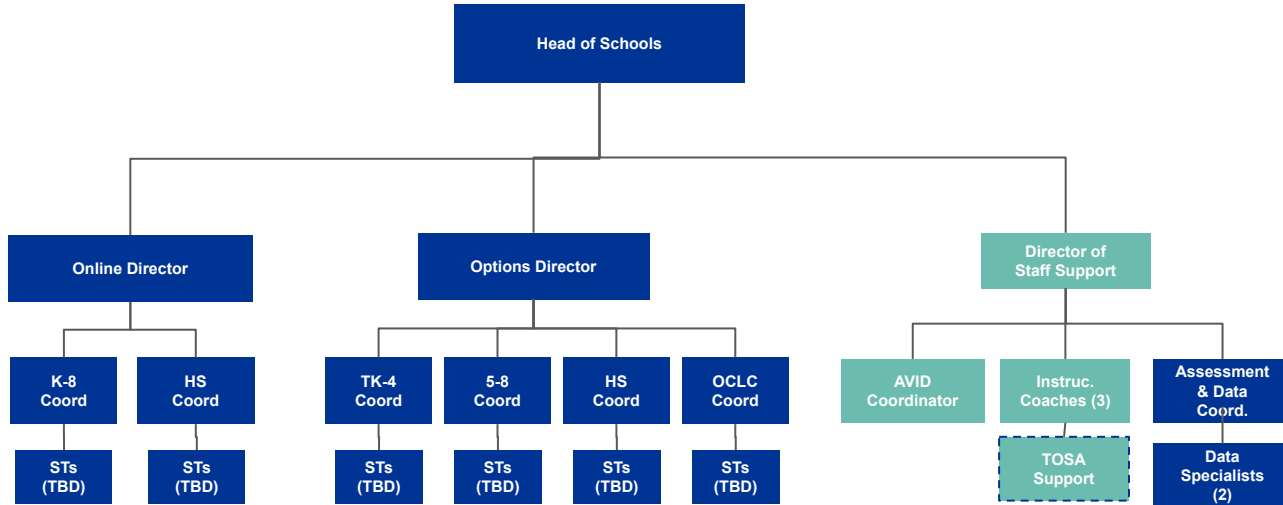 Head of Schools
Online Director
Options Director
Director of
Staff Support
K-8
Coord
HS
Coord
TK-4
Coord
5-8
Coord
HS
Coord
OCLC
Coord
AVID
Coordinator
Instruc.
Coaches (3)
Assessment
& Data
Coord.
STs
(TBD)
STs
(TBD)
STs
(TBD)
STs
(TBD)
STs
(TBD)
STs
(TBD)
TOSA
Support
Data
Specialists
(2)